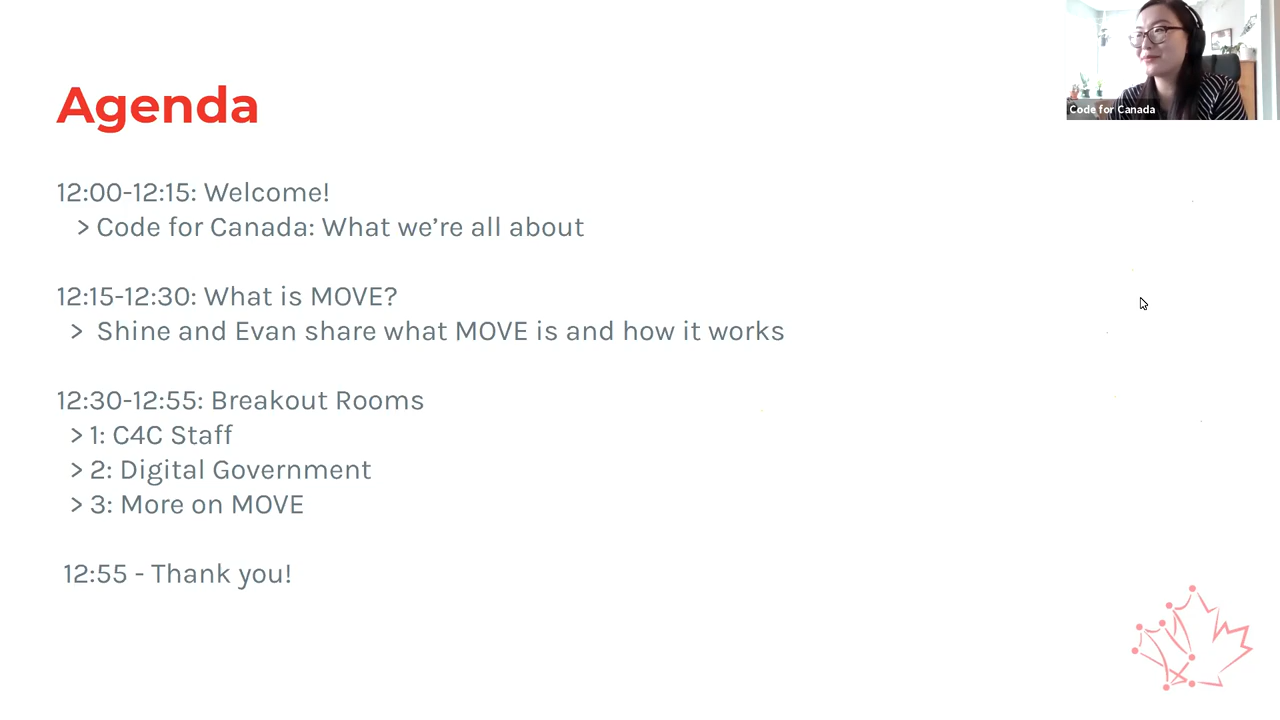 Agenda
12:00-12:15: Welcome!
> Code for Canada: What we’re all about
12:15-12:30: What is MOVE?
> Shine and Evan share what MOVE is and how it works
12:30-12:55: Breakout Rooms
> 1: C4C Staff
> 2: Digital Government
> 3: More on MOVE
12:55 - Thank you!
Code for Canada